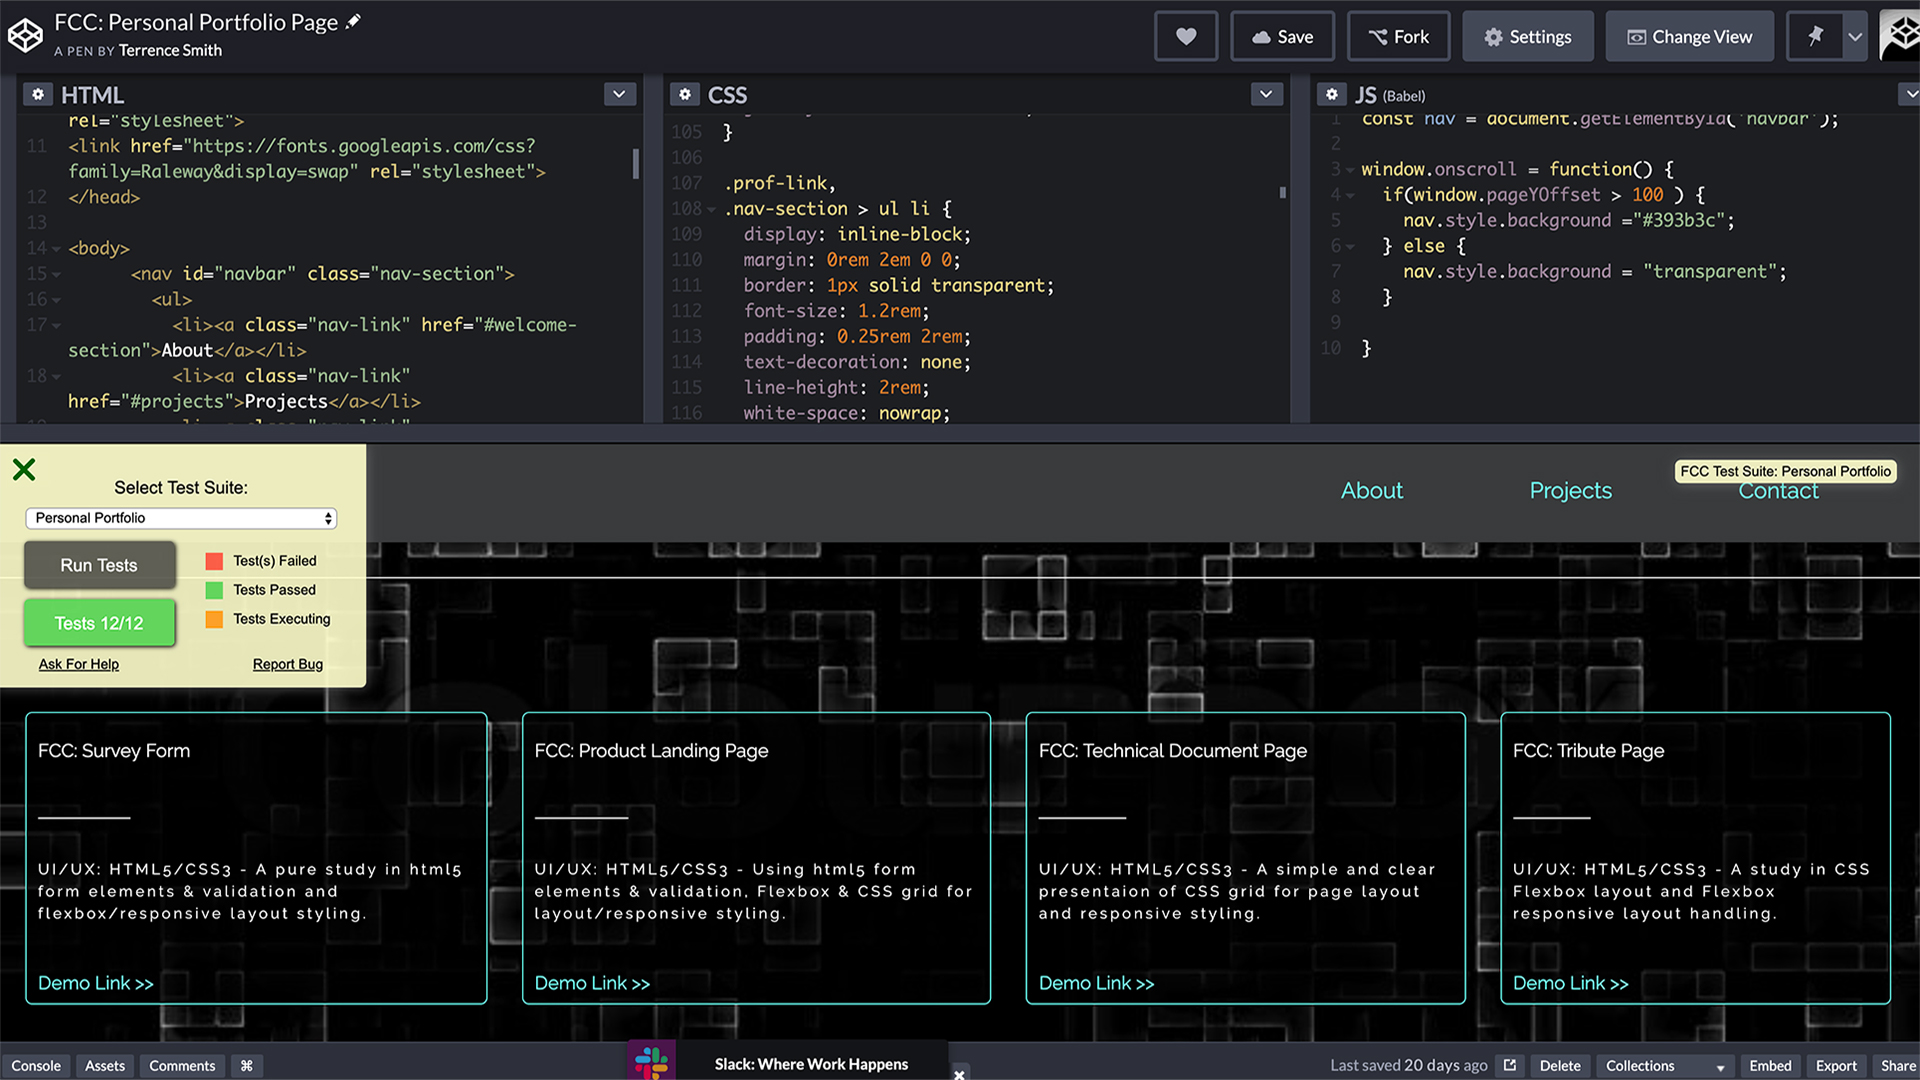 FCC: Personal Portfolio Page
A PEN BY Terrence Smith
Save
Fork
Settings
Change View
HTML
rel="stylesheet">
11 <link href="https://fonts.googleapis.com/css?
family=Raleway&display=swap" rel="stylesheet">
12 </head>
13
14 <body>
15 <nav id="navbar" class="nav-section">
16 <ul>
17 <li><a class="nav-link" href="#welcome-
section">About</a></li>
18 <li><a class="nav-link"
href="#projects">Projects</a></li>
CSS
105 }
106
107 .prof-link,
108 .nav-section > ul li {
109 display: inline-block;
110 margin: 0rem 2em 0 0;
111 border: 1px solid transparent;
112 font-size: 1.2rem;
113 padding: 0.25rem 2rem;
114 text-decoration: none;
115 line-height: 2rem;
116 white-space: nowrap;
JS (Babel)
1 const nav = document.getElementById('navbar');
2
3 window.onscroll = function() {
4 if(window.pageYOffset > 100 ) {
5 nav.style.background ="#393b3c";
6 } else {
7 nav.style.background = "transparent";
8 }
9
10 }
Select Test Suite:
Personal Portfolio
Run Tests
Tests 12/12
Test(s) Failed
Tests Passed
Tests Executing
Ask For Help
Report Bug
FCC Test Suite: Personal Portfolio
About
Projects
Contact
FCC: Survey Form
UI/UX: HTML5/CSS3 - A pure study in html5
form elements & validation and
flexbox/responsive layout styling.
Demo Link >>
FCC: Product Landing Page
UI/UX: HTML5/CSS3 - Using html5 form
elements & validation, Flexbox & CSS grid for
layout/responsive styling.
Demo Link >>
FCC: Technical Document Page
UI/UX: HTML5/CSS3 - A simple and clear
presentaion of CSS grid for page layout
and responsive styling.
Demo Link >>
FCC: Tribute Page
UI/UX: HTML5/CSS3 - A study in CSS
Flexbox layout and Flexbox
responsive layout handling.
Demo Link >>
Console
Assets
Comments
⌘
Slack: Where Work Happens
Last saved 20 days ago
Delete
Collections
Embed
Export
Share